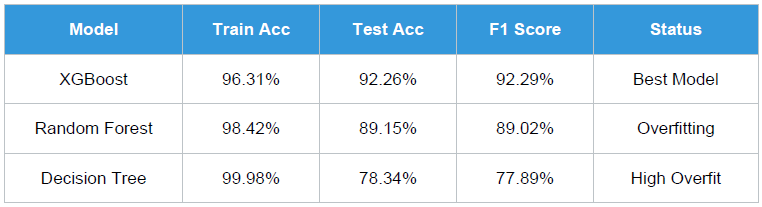 Model Train Acc Test Acc F1 Score Status
XGBoost 96.31% 92.26% 92.29% Best Model
Random Forest 98.42% 89.15% 89.02% Overfitting
Decision Tree 99.98% 78.34% 77.89% High Overfit